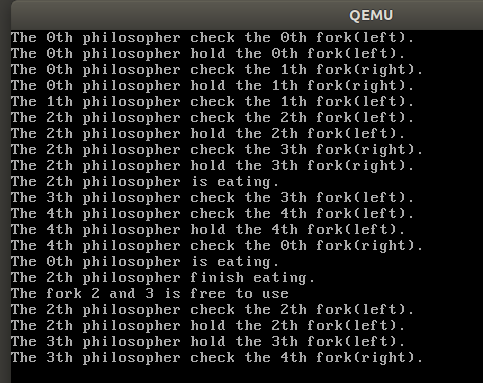 QEMU
The 0th philosopher check the 0th fork(left).
The 0th philosopher hold the 0th fork(left).
The 0th philosopher check the 1th fork(right).
The 0th philosopher hold the 1th fork(right).
The 1th philosopher check the 1th fork(left).
The 2th philosopher check the 2th fork(left).
The 2th philosopher hold the 2th fork(left).
The 2th philosopher check the 3th fork(right).
The 2th philosopher hold the 3th fork(right).
The 2th philosopher is eating.
The 3th philosopher check the 3th fork(left).
The 4th philosopher check the 4th fork(left).
The 4th philosopher hold the 4th fork(left).
The 4th philosopher check the 0th fork(right).
The 0th philosopher is eating.
The 2th philosopher finish eating.
The fork 2 and 3 is free to use
The 2th philosopher check the 2th fork(left).
The 2th philosopher hold the 2th fork(left).
The 3th philosopher hold the 3th fork(left).
The 3th philosopher check the 4th fork(right).